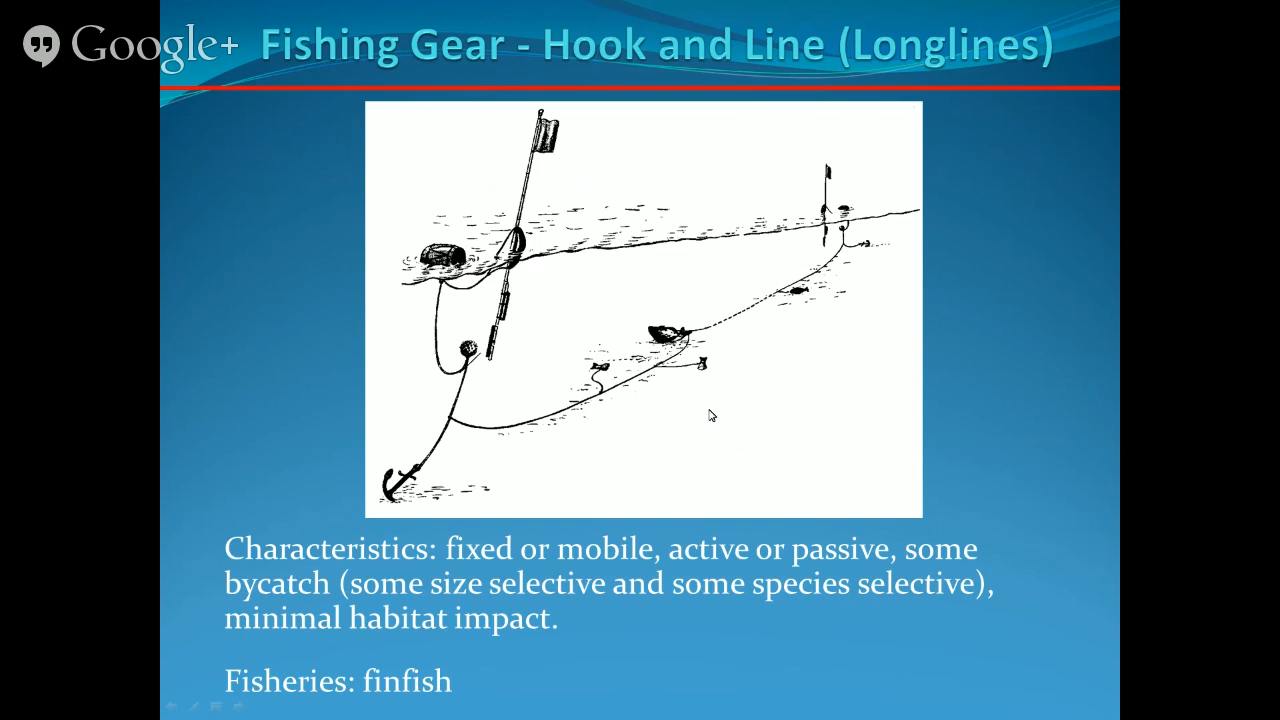 Google+
Fishing Gear - Hook and Line (Longlines)
Characteristics: fixed or mobile, active or passive, some
bycatch (some size selective and some species selective),
minimal habitat impact.
Fisheries: finfish